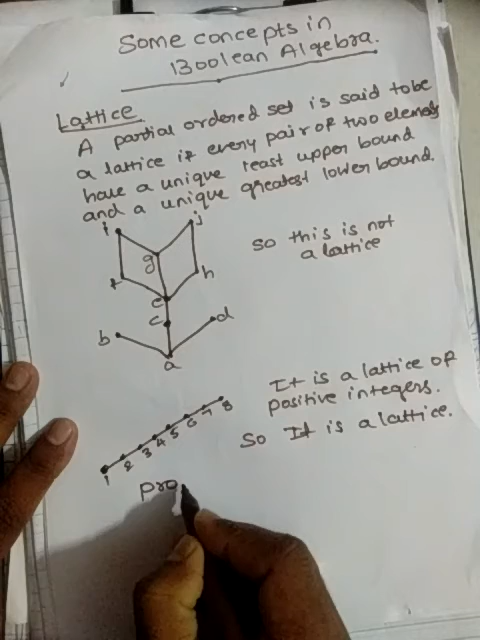 Some concepts in
Boolean Algebra.
Lattice
A partial ordered set is said to be
a lattice if every pair of two elements
have a unique least upper bound
and a unique greatest lower bound.
i
j
g
f
h
e
c
d
b
a
so this is not
a lattice
It is a lattice of
positive integers.
So It is a lattice.
1 2 3 4 5 6 7 8
pro